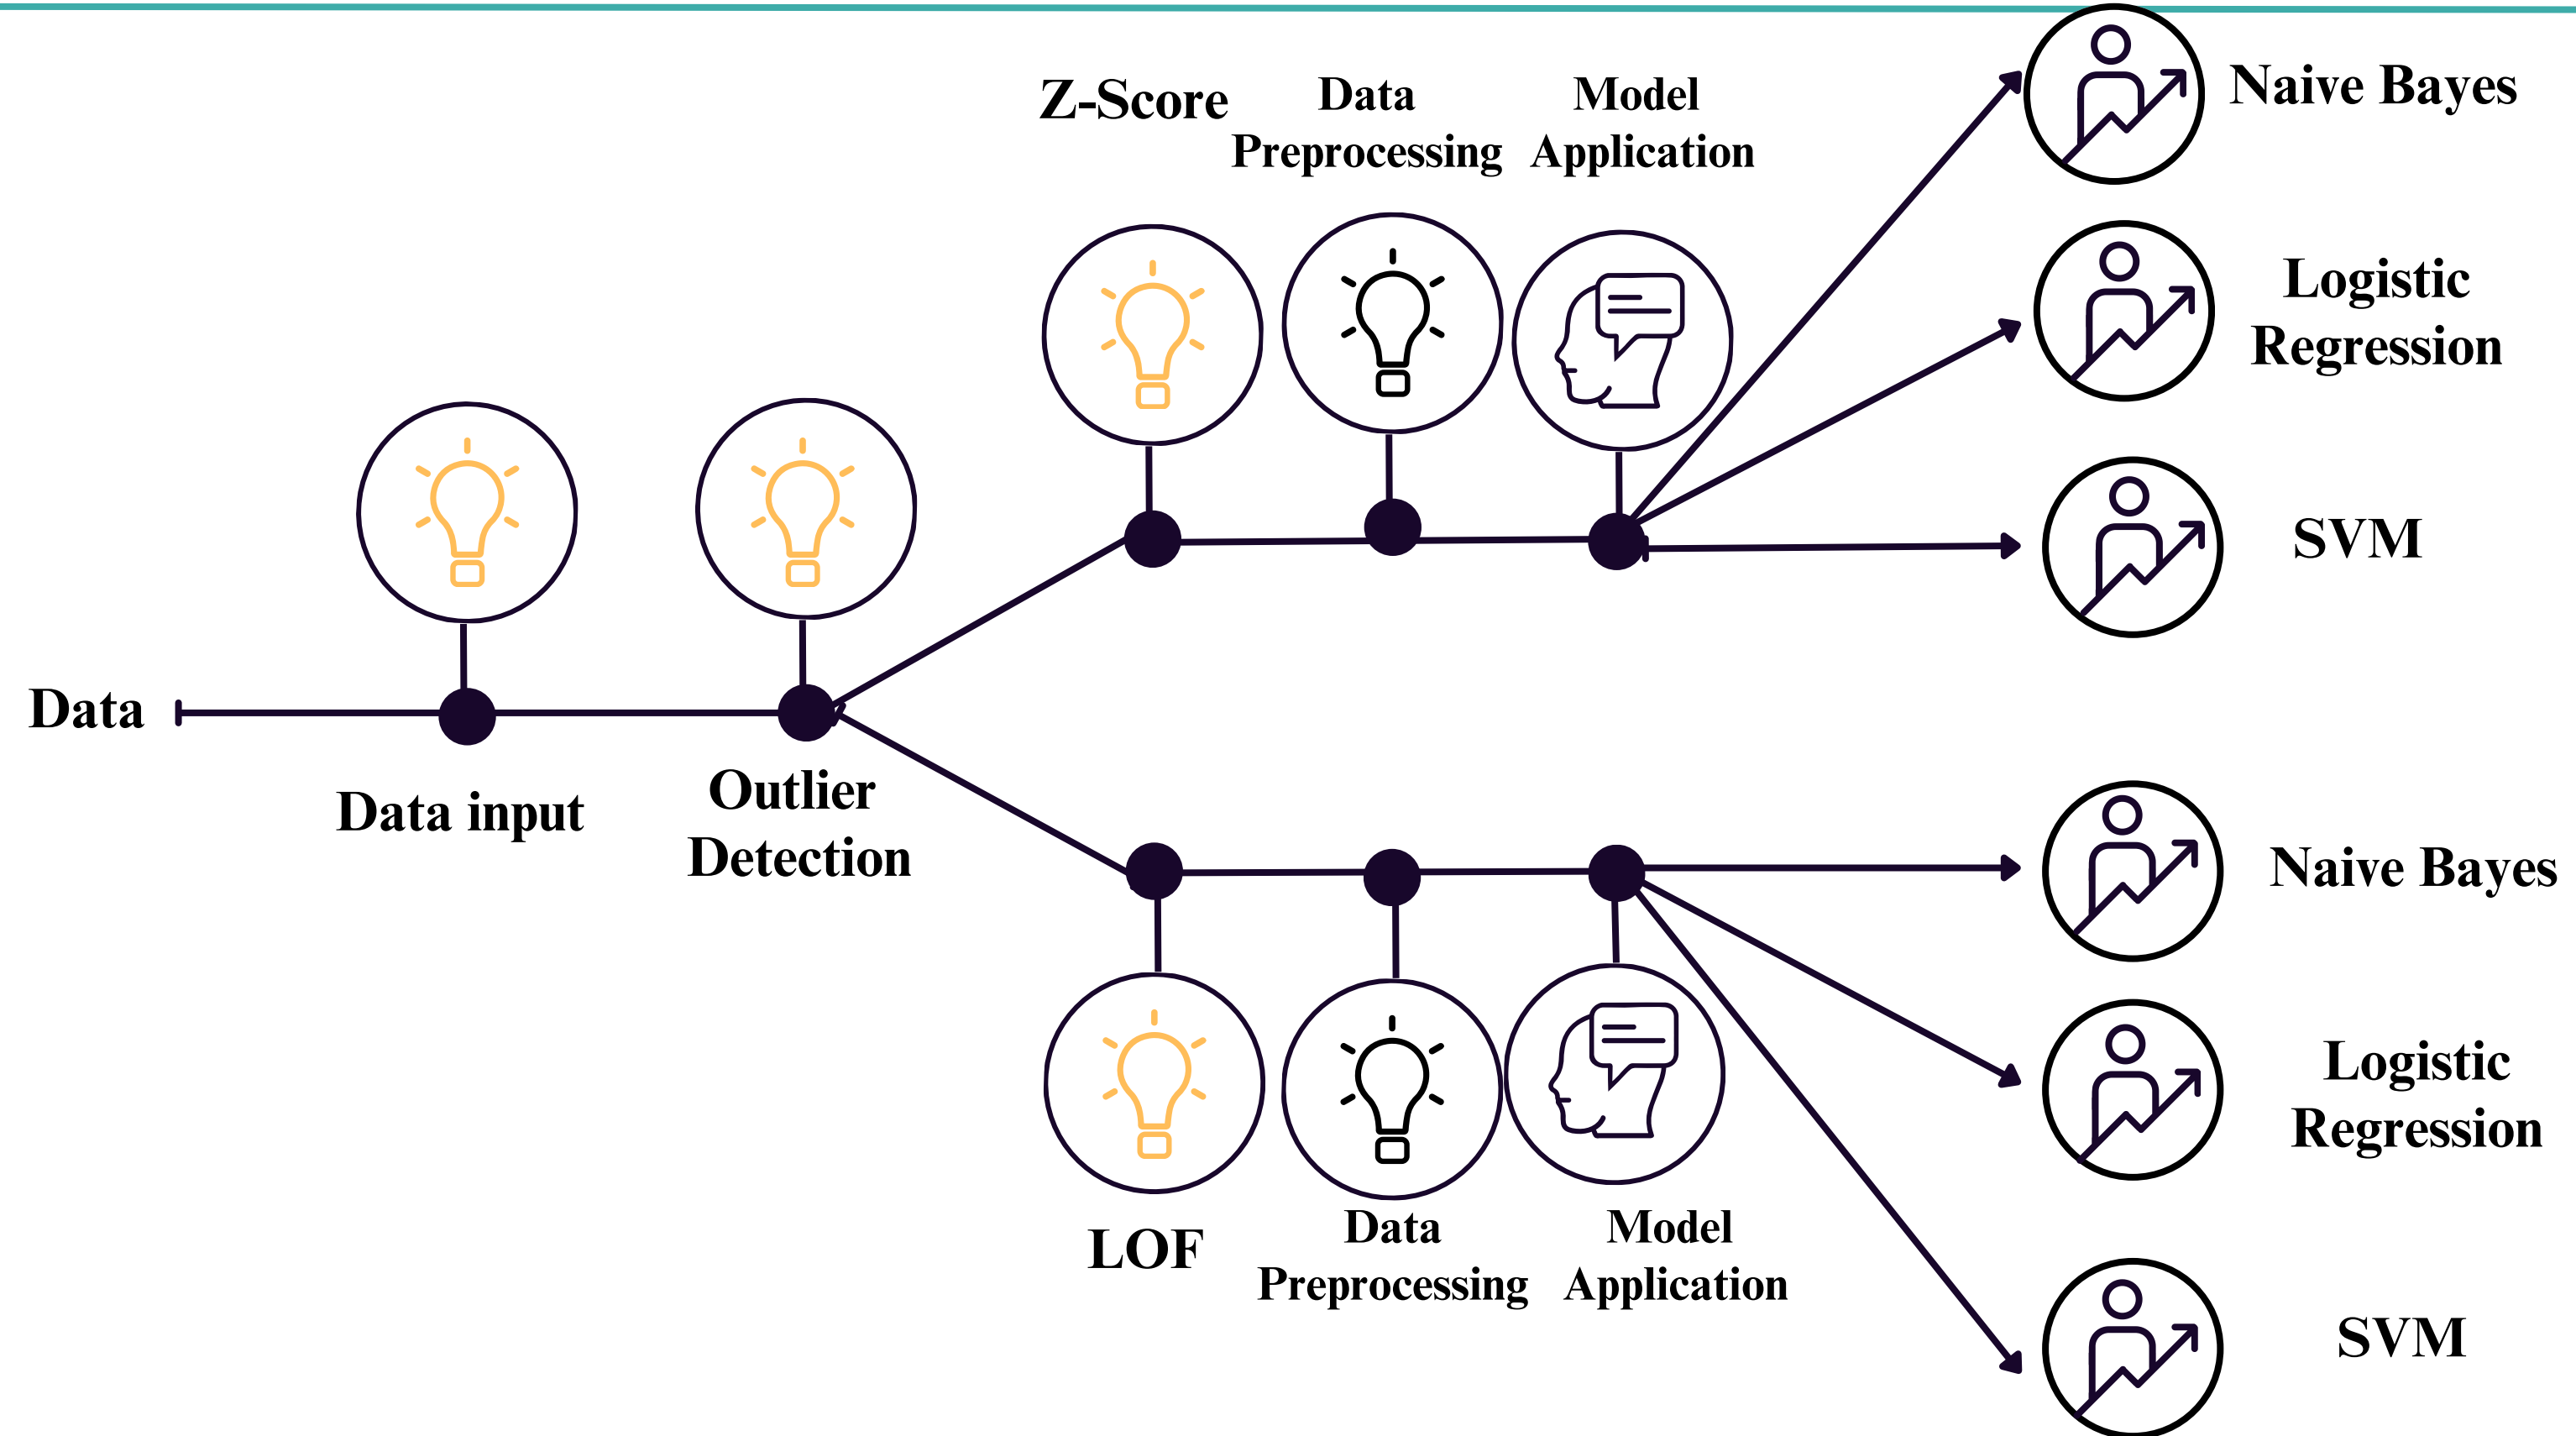 Z-Score
Data
Preprocessing
Model
Application
Naive Bayes
Logistic
Regression
SVM
Data
Data input
Outlier
Detection
Naive Bayes
Logistic
Regression
SVM
LOF
Data
Preprocessing
Model
Application